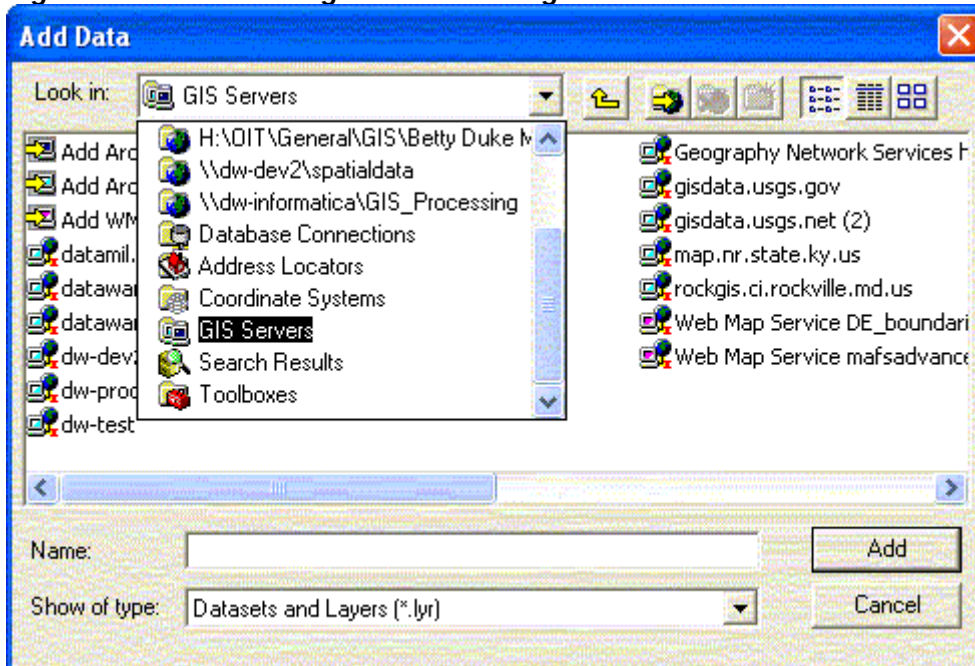 Add Data
Look in: GIS Servers
H:\OIT\General\GIS\Betty Duke M
\\dw-dev2\spatialdata
\\dw-informatica\GIS_Processing
Database Connections
Address Locators
Coordinate Systems
GIS Servers
Search Results
Toolboxes
Add Arc
Add Arc
Add WM
datamil.
datawar
datawar
dw-dev2
dw-prod
dw-test
Geography Network Services h
gisdata.usgs.gov
gisdata.usgs.net (2)
map.nr.state.ky.us
rockgis.ci.rockville.md.us
Web Map Service DE_boundari
Web Map Service mafsadvance
Name:
Add
Show of type: Datasets and Layers (*.lyr)
Cancel